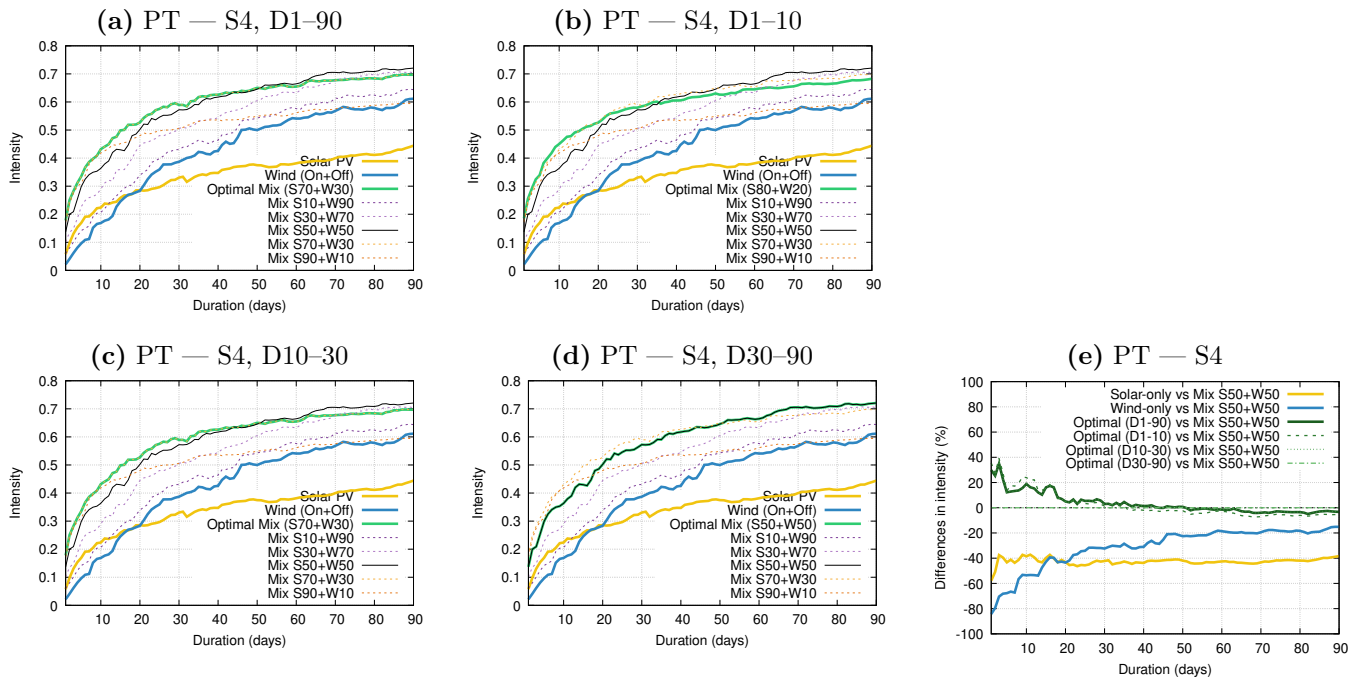 (a) PT — S4, D1–90
0.8
0.7
0.6
0.5
0.4
0.3
0.2
0.1
0
Intensity
Solar PV
Wind (On+Off)
Optimal Mix (S70+W30)
Mix S10+W90
Mix S30+W70
Mix S50+W50
Mix S70+W30
Mix S90+W10
10 20 30 40 50 60 70 80 90
Duration (days)
(b) PT — S4, D1–10
0.8
0.7
0.6
0.5
0.4
0.3
0.2
0.1
0
Intensity
Solar PV
Wind (On+Off)
Optimal Mix (S80+W20)
Mix S10+W90
Mix S30+W70
Mix S50+W50
Mix S70+W30
Mix S90+W10
10 20 30 40 50 60 70 80 90
Duration (days)
(c) PT — S4, D10–30
0.8
0.7
0.6
0.5
0.4
0.3
0.2
0.1
0
Intensity
Solar PV
Wind (On+Off)
Optimal Mix (S70+W30)
Mix S10+W90
Mix S30+W70
Mix S50+W50
Mix S70+W30
Mix S90+W10
10 20 30 40 50 60 70 80 90
Duration (days)
(d) PT — S4, D30–90
0.8
0.7
0.6
0.5
0.4
0.3
0.2
0.1
0
Intensity
Solar PV
Wind (On+Off)
Optimal Mix (S50+W50)
Mix S10+W90
Mix S30+W70
Mix S50+W50
Mix S70+W30
Mix S90+W10
10 20 30 40 50 60 70 80 90
Duration (days)
(e) PT — S4
100
80
60
40
20
0
-20
-40
-60
-80
-100
Differences in intensity (%)
Solar-only vs Mix S50+W50
Wind-only vs Mix S50+W50
Optimal (D1-90) vs Mix S50+W50
Optimal (D1-10) vs Mix S50+W50
Optimal (D10-30) vs Mix S50+W50
Optimal (D30-90) vs Mix S50+W50
10 20 30 40 50 60 70 80 90
Duration (days)